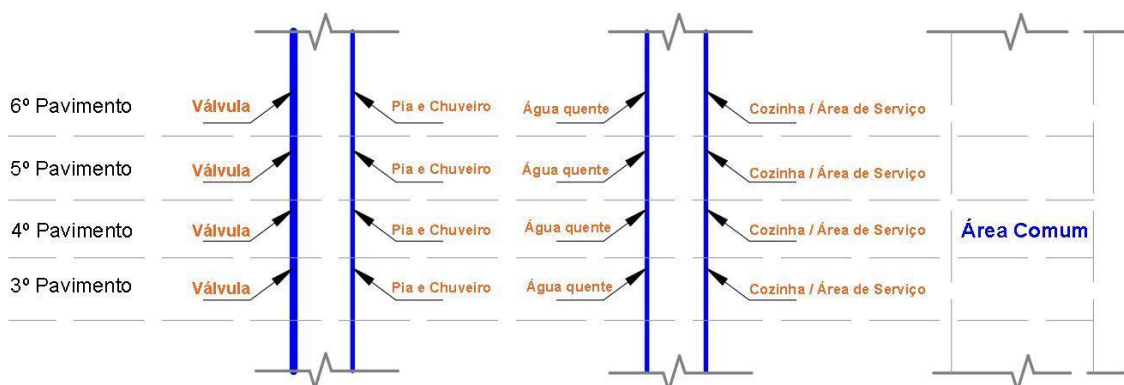 6º Pavimento Válvula Pia e Chuveiro Água quente Cozinha / Área de Serviço
5º Pavimento Válvula Pia e Chuveiro Água quente Cozinha / Área de Serviço
4º Pavimento Válvula Pia e Chuveiro Água quente Cozinha / Área de Serviço Área Comum
3º Pavimento Válvula Pia e Chuveiro Água quente Cozinha / Área de Serviço